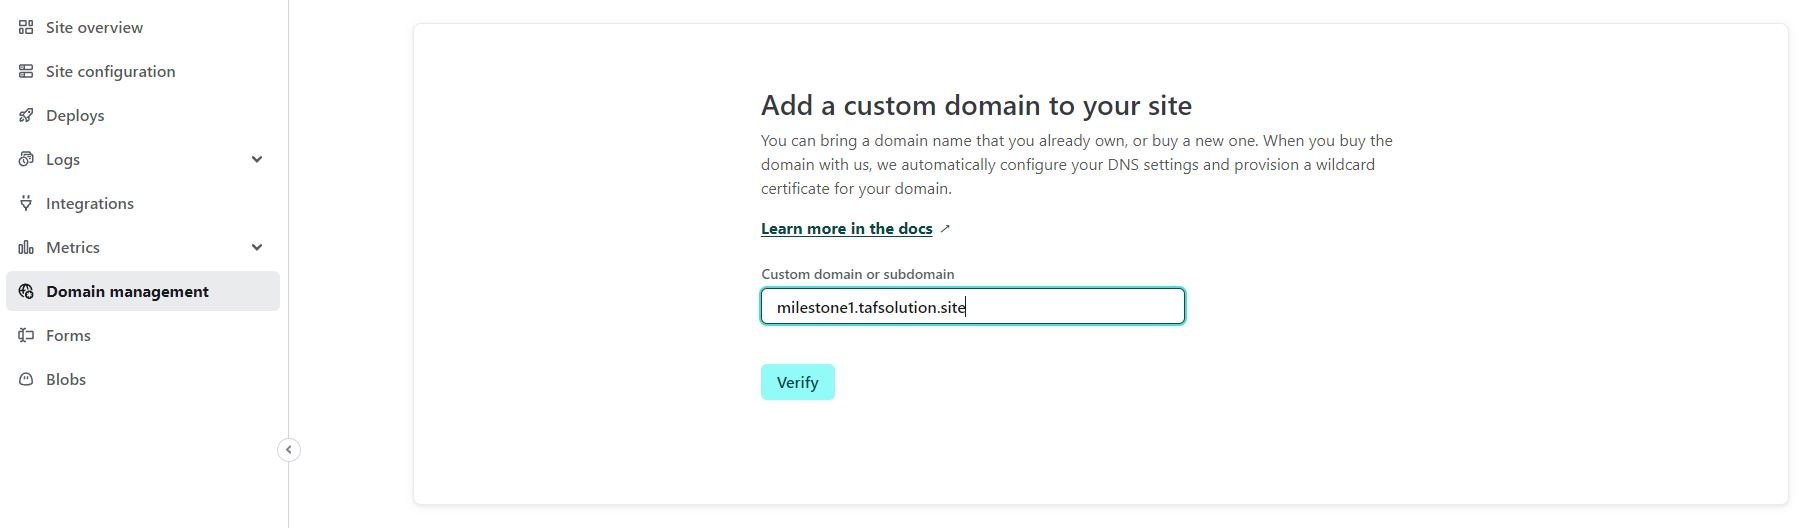 Site overview
Site configuration
Deploys
Logs
Integrations
Metrics
Domain management
Forms
Blobs
Add a custom domain to your site
You can bring a domain name that you already own, or buy a new one. When you buy the
domain with us, we automatically configure your DNS settings and provision a wildcard
certificate for your domain.
Learn more in the docs ↗
Custom domain or subdomain
milestone1.tafsolution.site
Verify